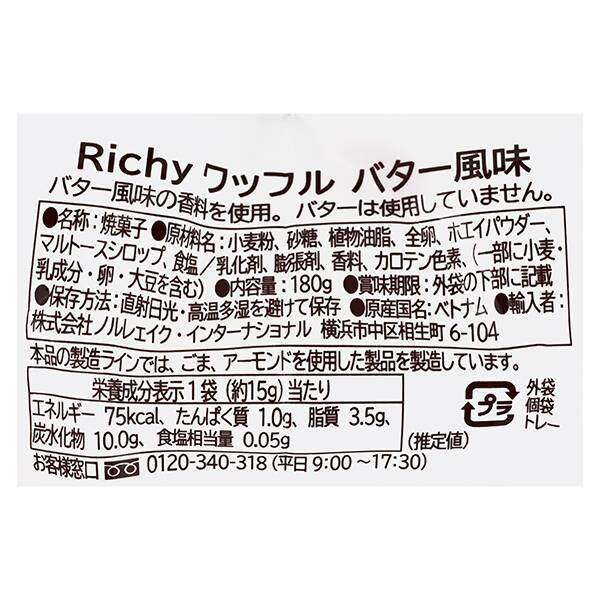 Richy ワッフル バター風味
バター風味の香料を使用。バターは使用していません。
●名称：焼菓子 ●原材料名：小麦粉、砂糖、植物油脂、全卵、ホエイパウダー、
マルトースシロップ、食塩／乳化剤、膨張剤、香料、カロテン色素、(一部に小麦・
乳成分・卵・大豆を含む) ●内容量：180g ●賞味期限：外袋の下部に記載
●保存方法：直射日光・高温多湿を避けて保存 ●原産国名：ベトナム ●輸入者：
株式会社ノルレェイク・インターナショナル 横浜市中区相生町 6-104
本品の製造ラインでは、ごま、アーモンドを使用した製品を製造しています。
栄養成分表示1袋 (約15g)当たり
エネルギー 75kcal、たんぱく質 1.0g、脂質 3.5g、
炭水化物 10.0g、食塩相当量 0.05g
(推定値)
プラ
外袋
個袋
トレー
お客様窓口 0120-340-318 (平日 9:00～17:30)